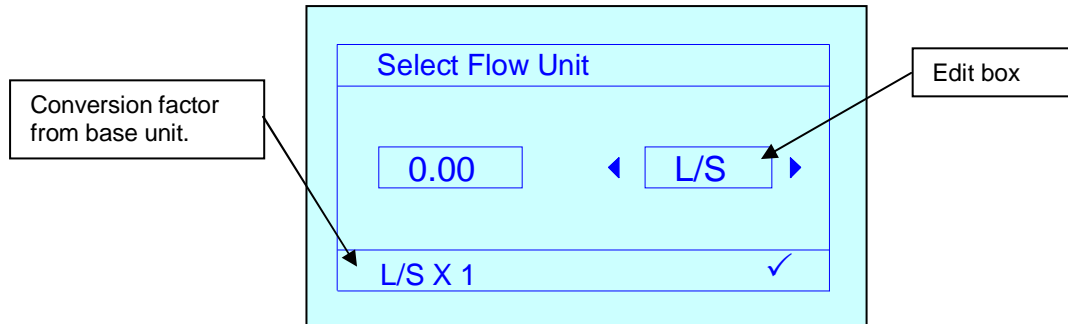 Select Flow Unit
Edit box
Conversion factor
from base unit.
0.00
L/S
L/S X 1